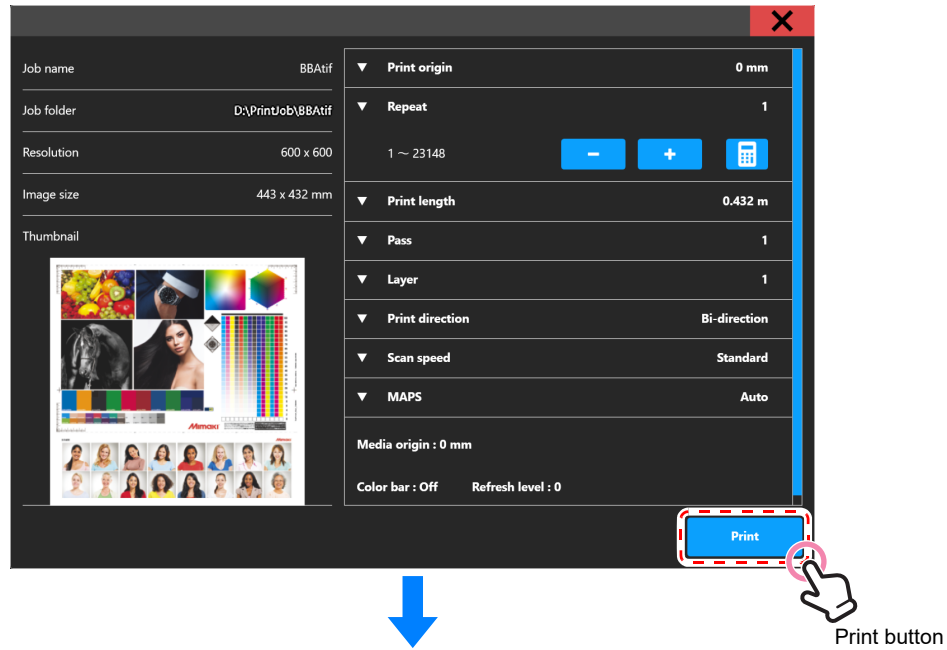 Job name BBAtif
Job folder D:\PrintJob\BBAtif
Resolution 600 x 600
Image size 443 x 432 mm
Thumbnail
Mimaki
▼ Print origin 0 mm
▼ Repeat 1
1 ～ 23148 − +
▼ Print length 0.432 m
▼ Pass 1
▼ Layer 1
▼ Print direction Bi-direction
▼ Scan speed Standard
▼ MAPS Auto
Media origin : 0 mm
Color bar : Off Refresh level : 0
Print
Print button